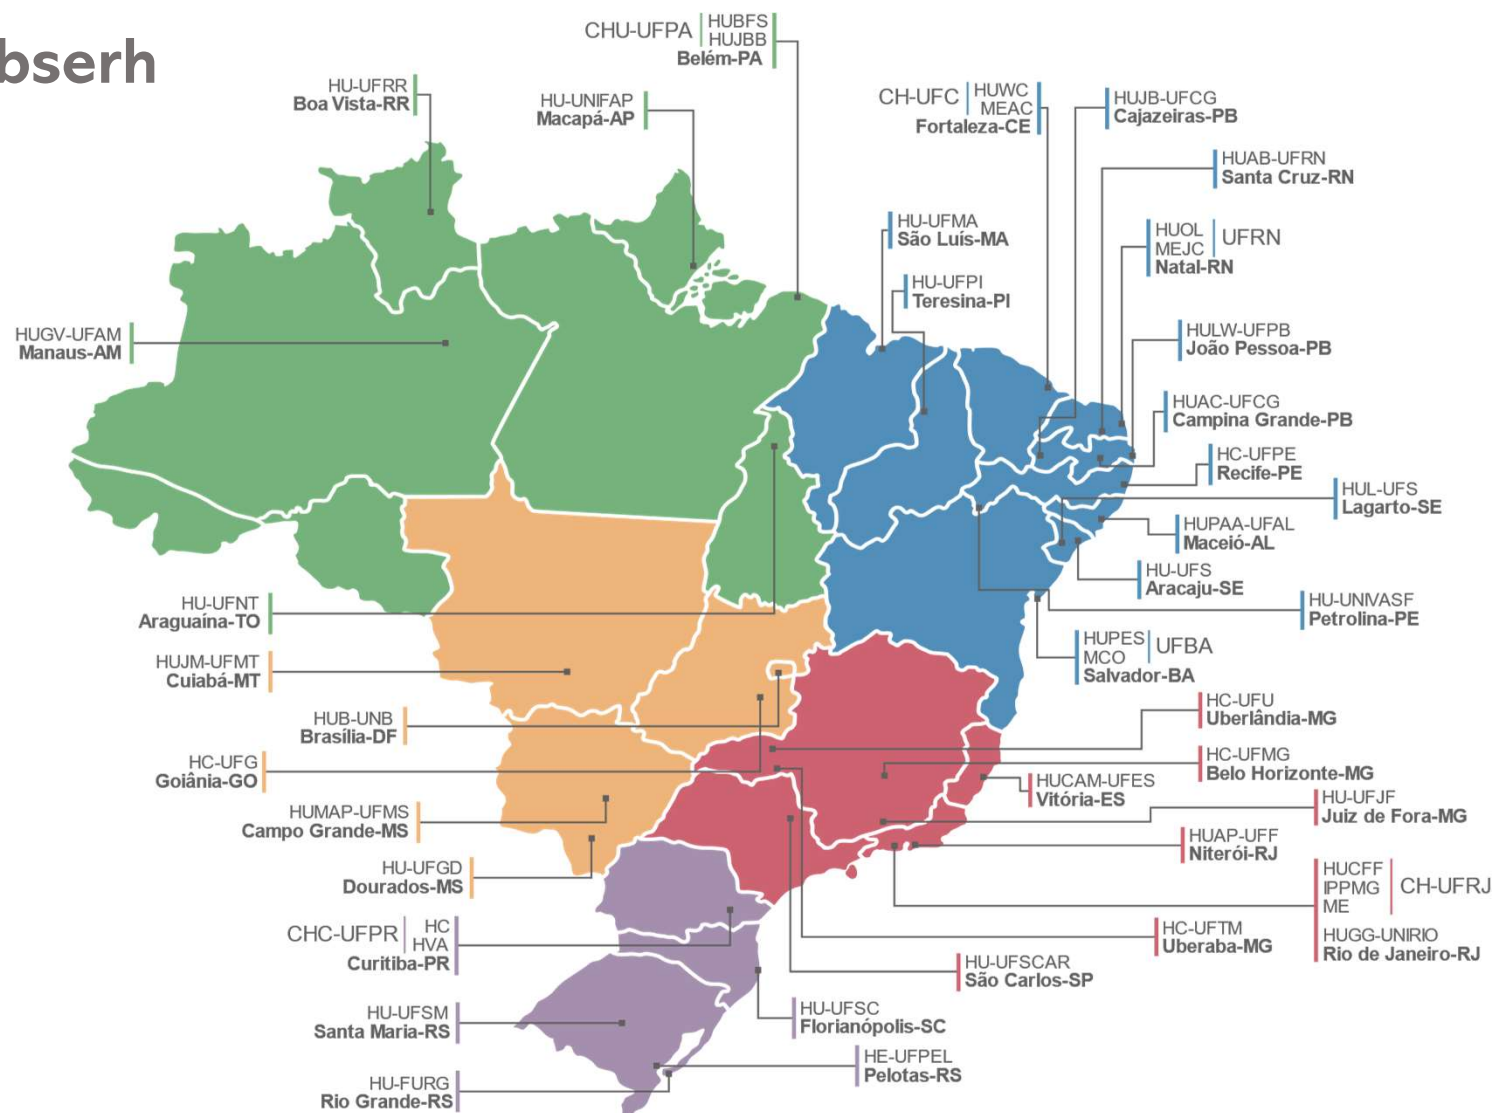 bserh
CHU-UFPA
HUBFS
HUJBB
Belém-PA
HU-UFRR
Boa Vista-RR
HU-UNIFAP
Macapá-AP
CH-UFC
HUWC
MEAC
Fortaleza-CE
HUJB-UFCG
Cajazeiras-PB
HUAB-UFRN
Santa Cruz-RN
HU-UFMA
São Luís-MA
HUOL
MEJC
UFRN
Natal-RN
HU-UFPI
Teresina-PI
HUGV-UFAM
Manaus-AM
HULW-UFPB
João Pessoa-PB
HUAC-UFCG
Campina Grande-PB
HC-UFPE
Recife-PE
HUL-UFS
Lagarto-SE
HUPAA-UFAL
Maceió-AL
HU-UFS
Aracaju-SE
HU-UNIVASF
Petrolina-PE
HU-UFNT
Araguaína-TO
HUPES
MCO
UFBA
Salvador-BA
HUJM-UFMT
Cuiabá-MT
HUB-UNB
Brasília-DF
HC-UFU
Uberlândia-MG
HC-UFG
Goiânia-GO
HC-UFMG
Belo Horizonte-MG
HUCAM-UFES
Vitória-ES
HU-UFJF
Juiz de Fora-MG
HUMAP-UFMS
Campo Grande-MS
HUAP-UFF
Niterói-RJ
HU-UFGD
Dourados-MS
HUCFF
IPPMG
ME
CH-UFRJ
HUGG-UNIRIO
Rio de Janeiro-RJ
CHC-UFPR
HC
HVA
Curitiba-PR
HC-UFTM
Uberaba-MG
HU-UFSCAR
São Carlos-SP
HU-UFSM
Santa Maria-RS
HU-UFSC
Florianópolis-SC
HE-UFPEL
Pelotas-RS
HU-FURG
Rio Grande-RS